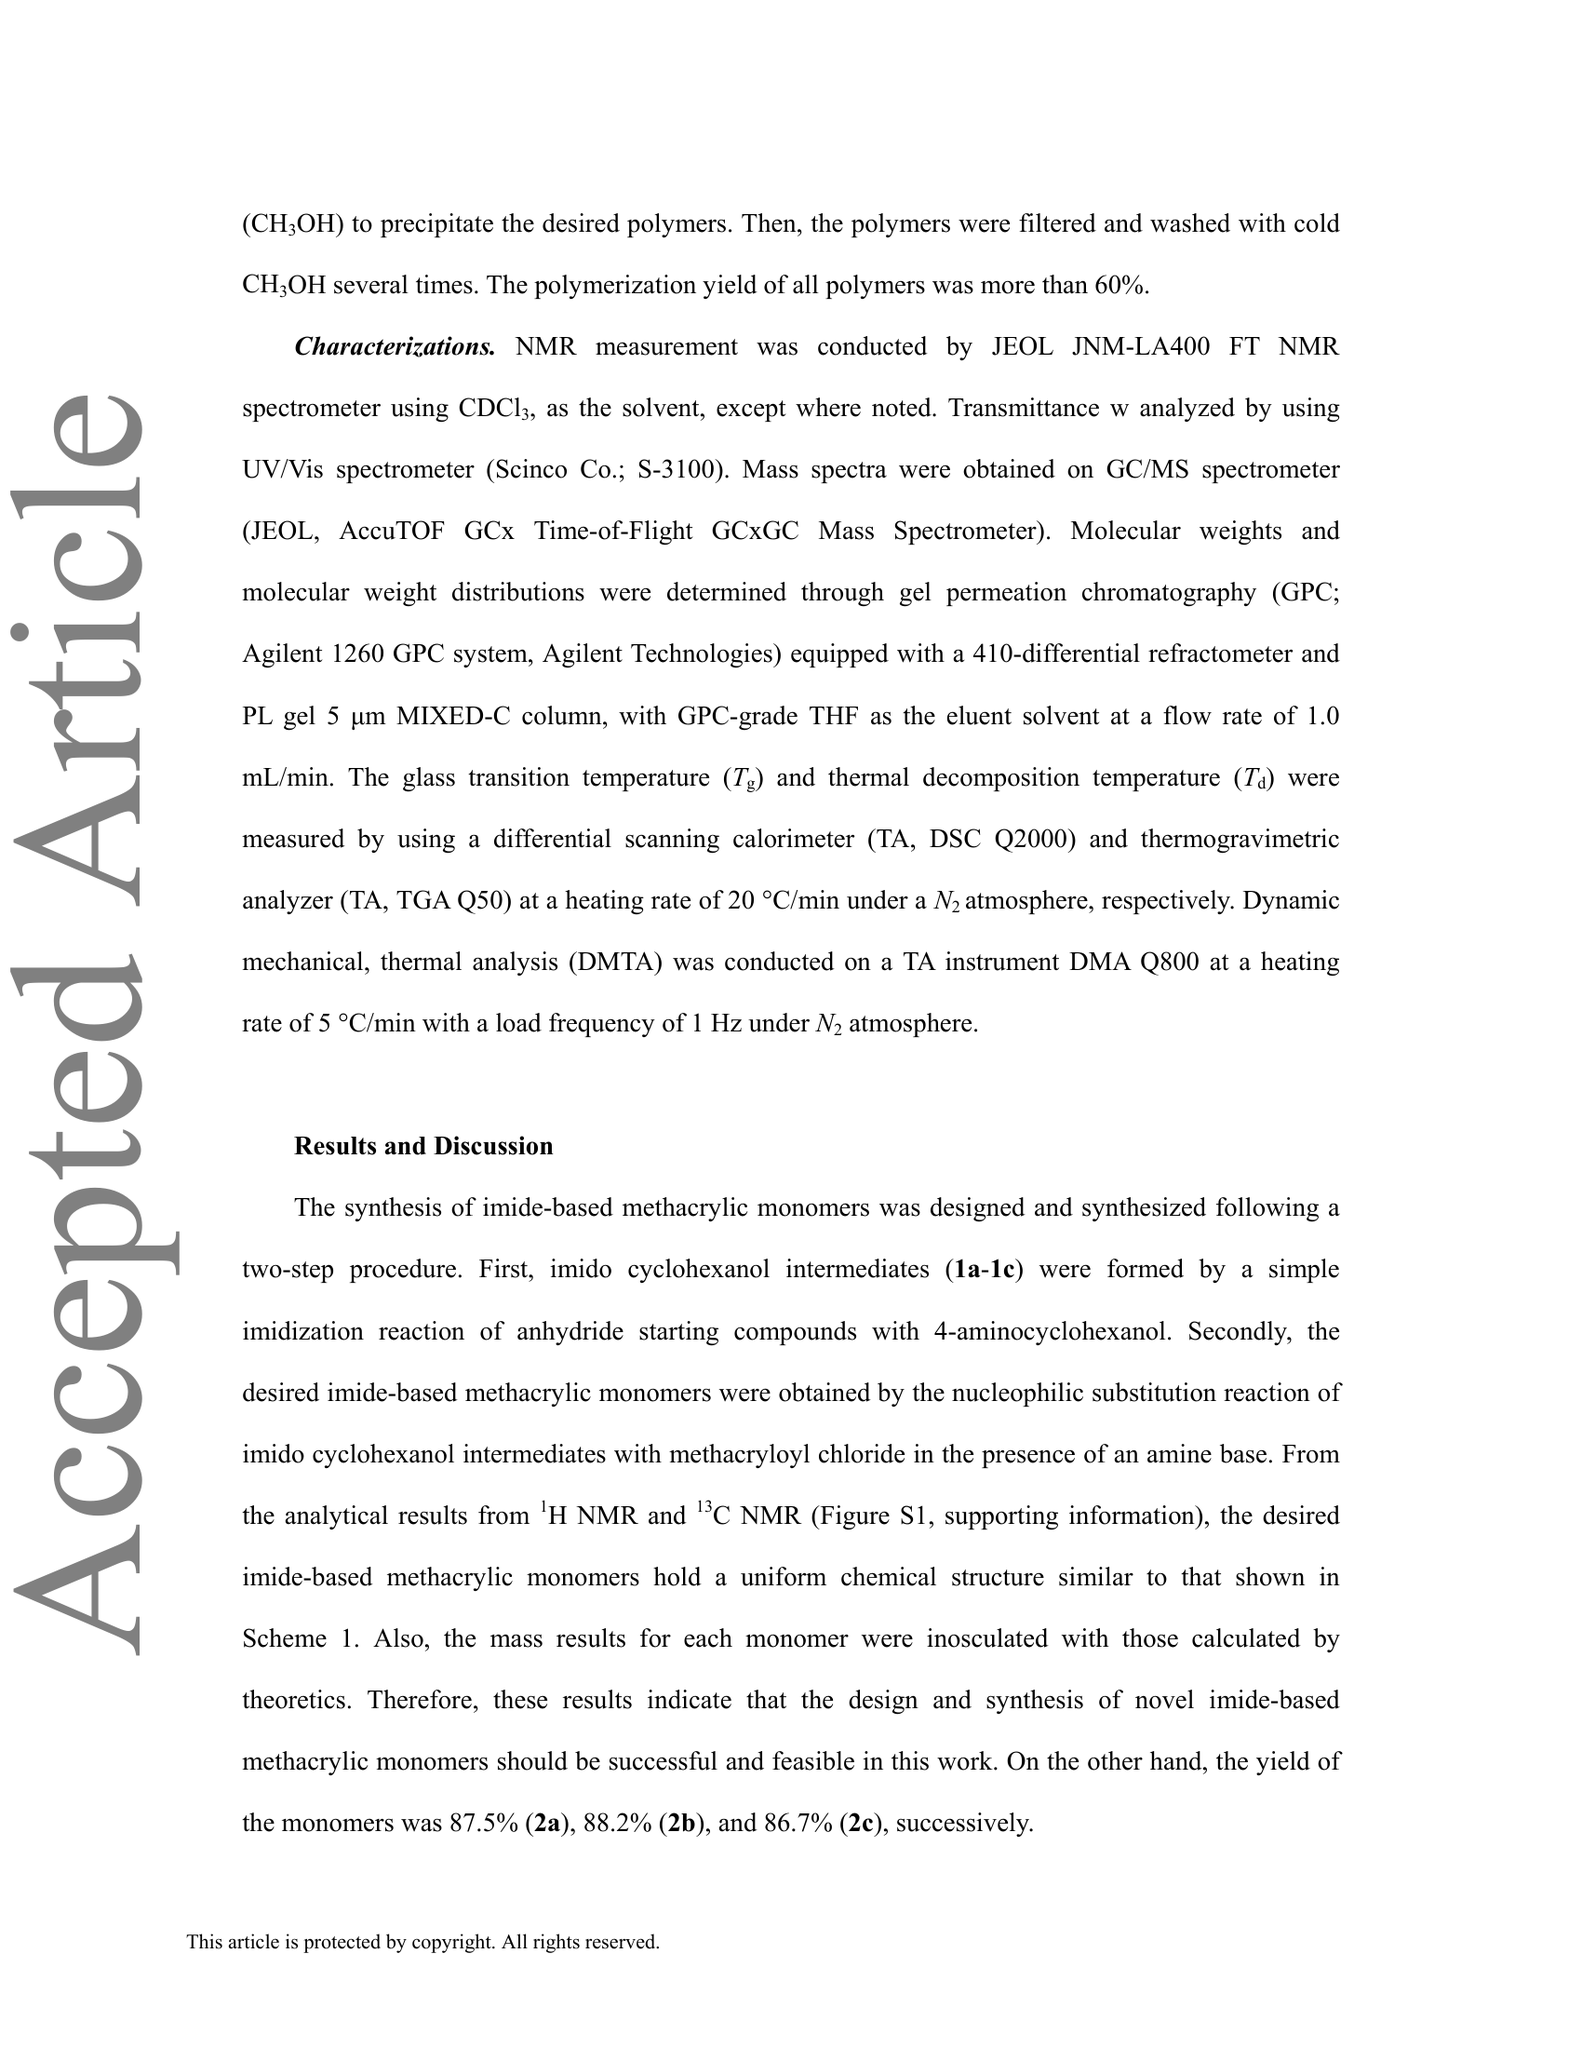 (CH₃OH) to precipitate the desired polymers. Then, the polymers were filtered and washed with cold
CH₃OH several times. The polymerization yield of all polymers was more than 60%.
Characterizations. NMR measurement was conducted by JEOL JNM-LA400 FT NMR
spectrometer using CDCl₃, as the solvent, except where noted. Transmittance w analyzed by using
UV/Vis spectrometer (Scinco Co.; S-3100). Mass spectra were obtained on GC/MS spectrometer
(JEOL, AccuTOF GCx Time-of-Flight GCxGC Mass Spectrometer). Molecular weights and
molecular weight distributions were determined through gel permeation chromatography (GPC;
Agilent 1260 GPC system, Agilent Technologies) equipped with a 410-differential refractometer and
PL gel 5 μm MIXED-C column, with GPC-grade THF as the eluent solvent at a flow rate of 1.0
mL/min. The glass transition temperature (Tg) and thermal decomposition temperature (Td) were
measured by using a differential scanning calorimeter (TA, DSC Q2000) and thermogravimetric
analyzer (TA, TGA Q50) at a heating rate of 20 °C/min under a N₂ atmosphere, respectively. Dynamic
mechanical, thermal analysis (DMTA) was conducted on a TA instrument DMA Q800 at a heating
rate of 5 °C/min with a load frequency of 1 Hz under N₂ atmosphere.
Results and Discussion
The synthesis of imide-based methacrylic monomers was designed and synthesized following a
two-step procedure. First, imido cyclohexanol intermediates (1a-1c) were formed by a simple
imidization reaction of anhydride starting compounds with 4-aminocyclohexanol. Secondly, the
desired imide-based methacrylic monomers were obtained by the nucleophilic substitution reaction of
imido cyclohexanol intermediates with methacryloyl chloride in the presence of an amine base. From
the analytical results from ¹H NMR and ¹³C NMR (Figure S1, supporting information), the desired
imide-based methacrylic monomers hold a uniform chemical structure similar to that shown in
Scheme 1. Also, the mass results for each monomer were inosculated with those calculated by
theoretics. Therefore, these results indicate that the design and synthesis of novel imide-based
methacrylic monomers should be successful and feasible in this work. On the other hand, the yield of
the monomers was 87.5% (2a), 88.2% (2b), and 86.7% (2c), successively.
This article is protected by copyright. All rights reserved.
Accepted Article